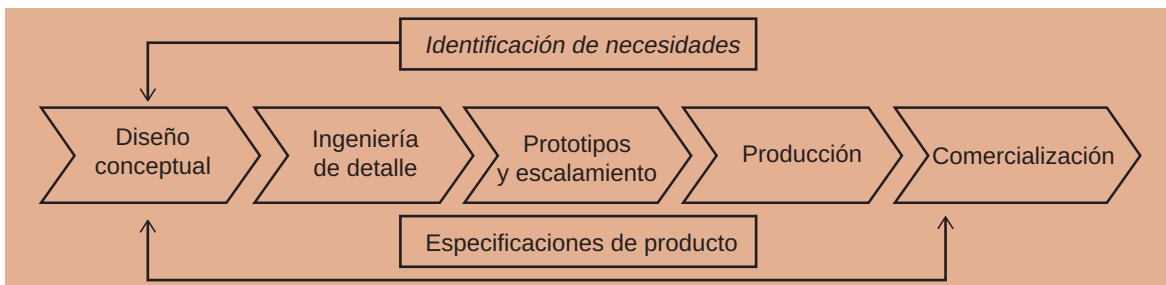 Identificación de necesidades
Diseño
conceptual
Ingeniería
de detalle
Prototipos
y escalamiento
Producción
Comercialización
Especificaciones de producto